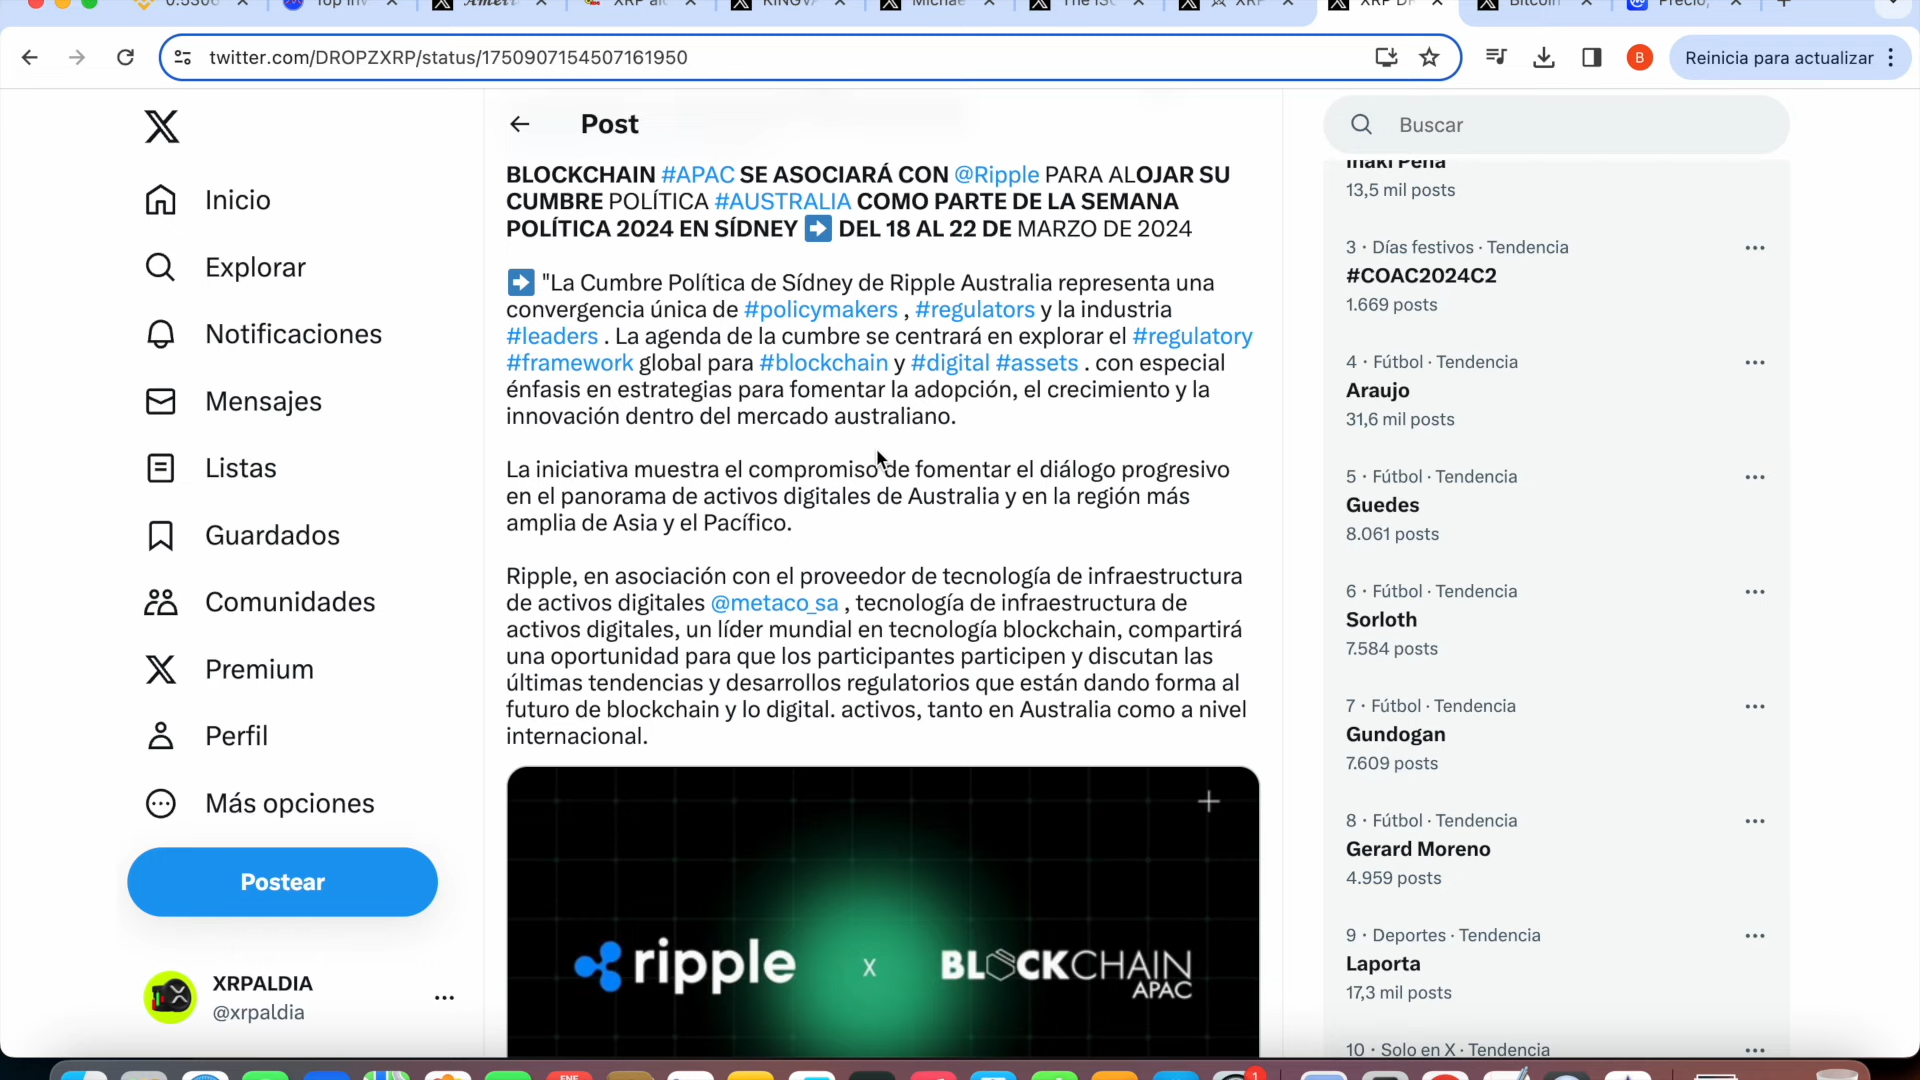 twitter.com/DROPZXRP/status/1750907154507161950
Reinicia para actualizar
B
Inicio
Explorar
Notificaciones
Mensajes
Listas
Guardados
Comunidades
Premium
Perfil
Más opciones
Postear
XRPALDIA
@xrpaldia
Post
BLOCKCHAIN #APAC SE ASOCIARÁ CON @Ripple PARA ALOJAR SU
CUMBRE POLÍTICA #AUSTRALIA COMO PARTE DE LA SEMANA
POLÍTICA 2024 EN SÍDNEY ➡ DEL 18 AL 22 DE MARZO DE 2024
➡ "La Cumbre Política de Sídney de Ripple Australia representa una
convergencia única de #policymakers , #regulators y la industria
#leaders . La agenda de la cumbre se centrará en explorar el #regulatory
#framework global para #blockchain y #digital #assets . con especial
énfasis en estrategias para fomentar la adopción, el crecimiento y la
innovación dentro del mercado australiano.
La iniciativa muestra el compromiso de fomentar el diálogo progresivo
en el panorama de activos digitales de Australia y en la región más
amplia de Asia y el Pacífico.
Ripple, en asociación con el proveedor de tecnología de infraestructura
de activos digitales @metaco_sa , tecnología de infraestructura de
activos digitales, un líder mundial en tecnología blockchain, compartirá
una oportunidad para que los participantes participen y discutan las
últimas tendencias y desarrollos regulatorios que están dando forma al
futuro de blockchain y lo digital. activos, tanto en Australia como a nivel
internacional.
ripple x BLOCKCHAIN
APAC
Buscar
Iñaki Peña
13,5 mil posts
3 · Días festivos · Tendencia
#COAC2024C2
1.669 posts
4 · Fútbol · Tendencia
Araujo
31,6 mil posts
5 · Fútbol · Tendencia
Guedes
8.061 posts
6 · Fútbol · Tendencia
Sorloth
7.584 posts
7 · Fútbol · Tendencia
Gundogan
7.609 posts
8 · Fútbol · Tendencia
Gerard Moreno
4.959 posts
9 · Deportes · Tendencia
Laporta
17,3 mil posts
10 · Solo en X · Tendencia
ENE
1